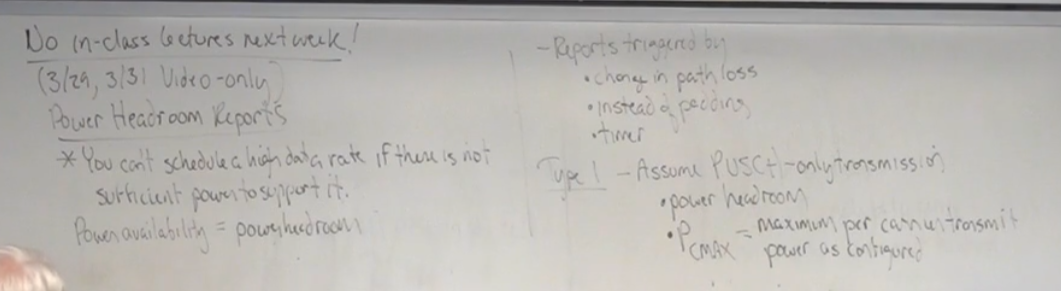 No in-class lectures next week!
(3/29, 3/31 Video-only)
Power Headroom Reports
* You can't schedule a high data rate if there is not
sufficient power to support it.
Power availability = power headroom
- Reports triggered by
• change in path loss
• instead of padding
• timer
Type 1 - Assume PUSCH-only transmission
• power headroom
• PCMAX = maximum per carrier transmit
power as configured